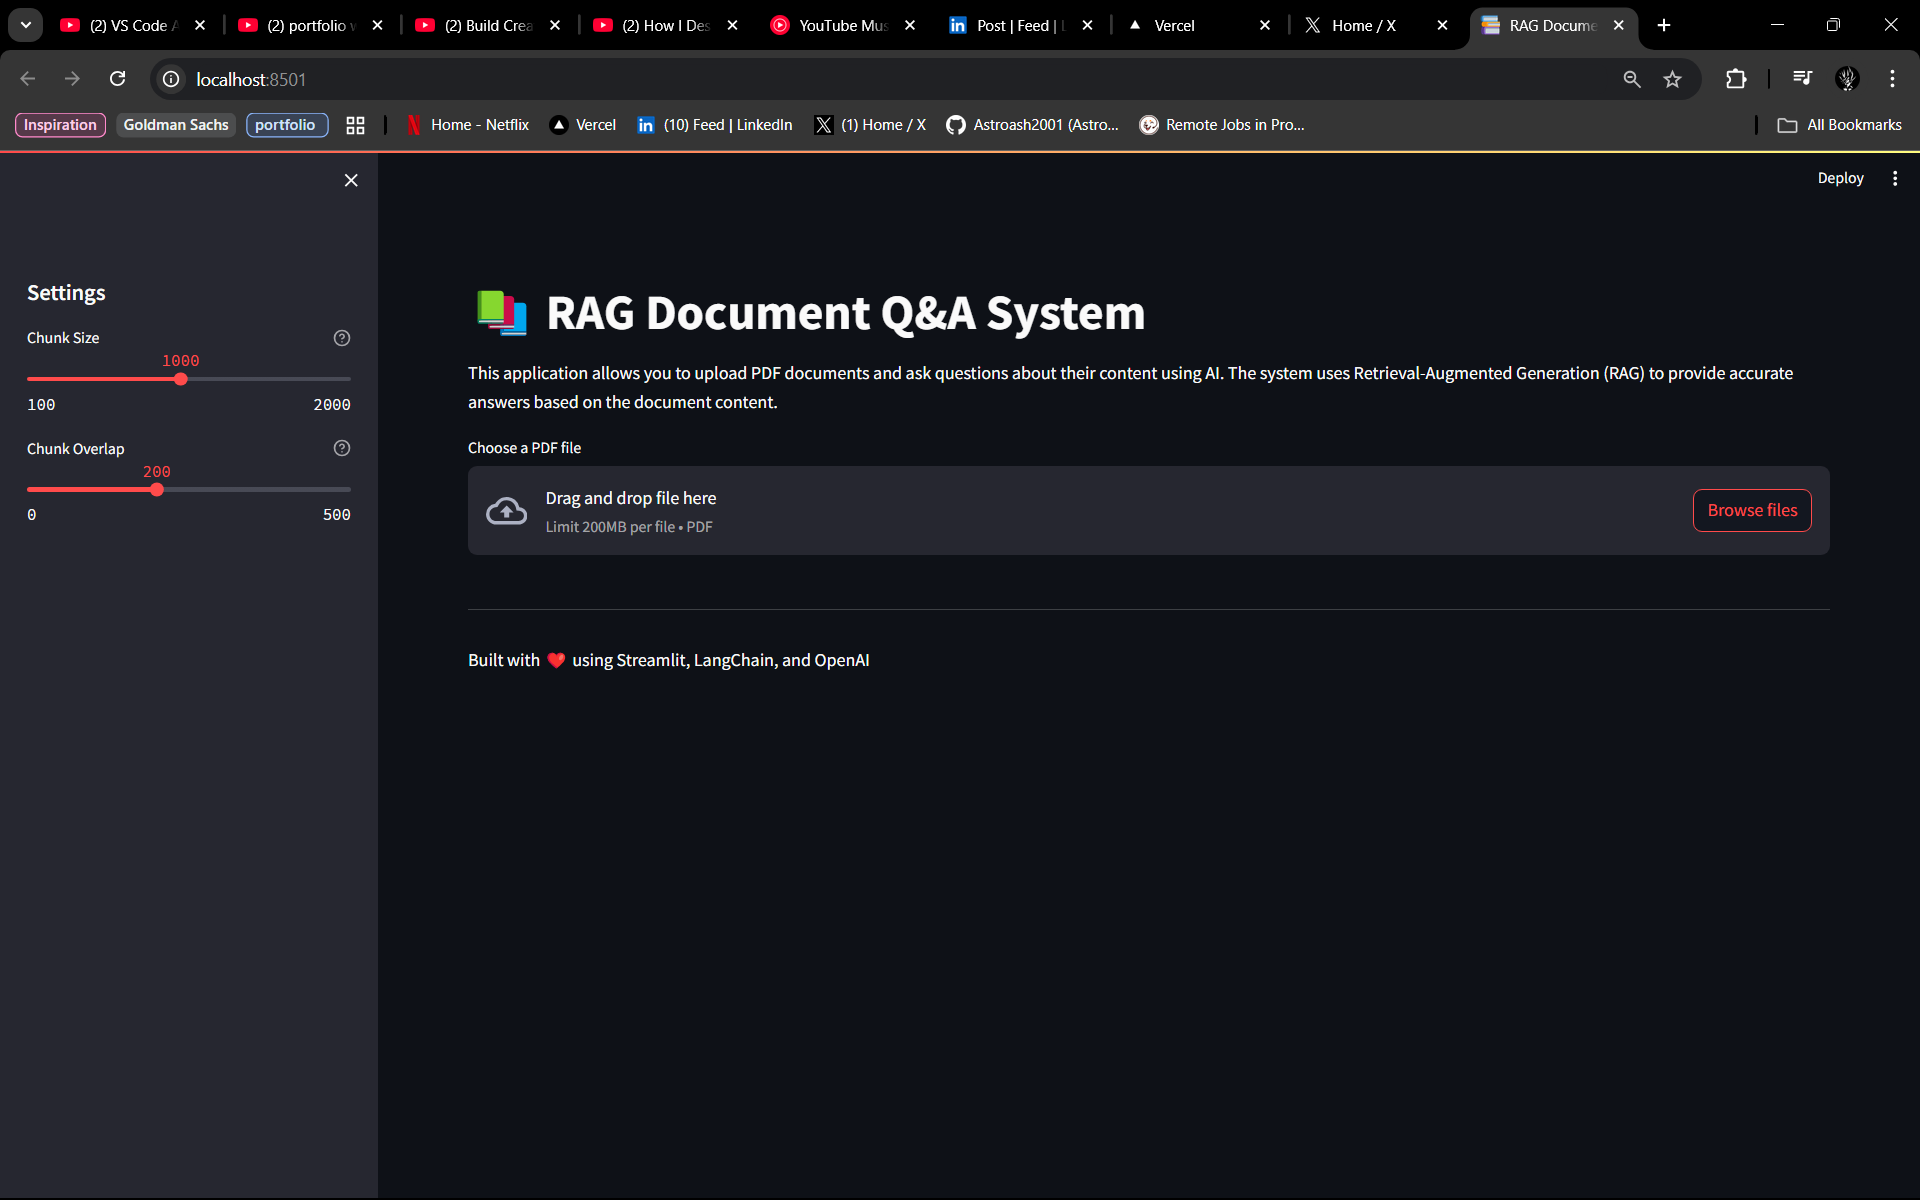 (2) VS Code A
(2) portfolio w
(2) Build Crea
(2) How I Des
YouTube Mus
Post | Feed | L
Vercel
Home / X
RAG Docume
localhost:8501
Inspiration
Goldman Sachs
portfolio
Home - Netflix
Vercel
(10) Feed | LinkedIn
(1) Home / X
Astroash2001 (Astro...
Remote Jobs in Pro...
All Bookmarks
Deploy
Settings
Chunk Size
1000
100 2000
Chunk Overlap
200
0 500
RAG Document Q&A System
This application allows you to upload PDF documents and ask questions about their content using AI. The system uses Retrieval-Augmented Generation (RAG) to provide accurate
answers based on the document content.
Choose a PDF file
Drag and drop file here
Limit 200MB per file • PDF
Browse files
Built with ❤️ using Streamlit, LangChain, and OpenAI